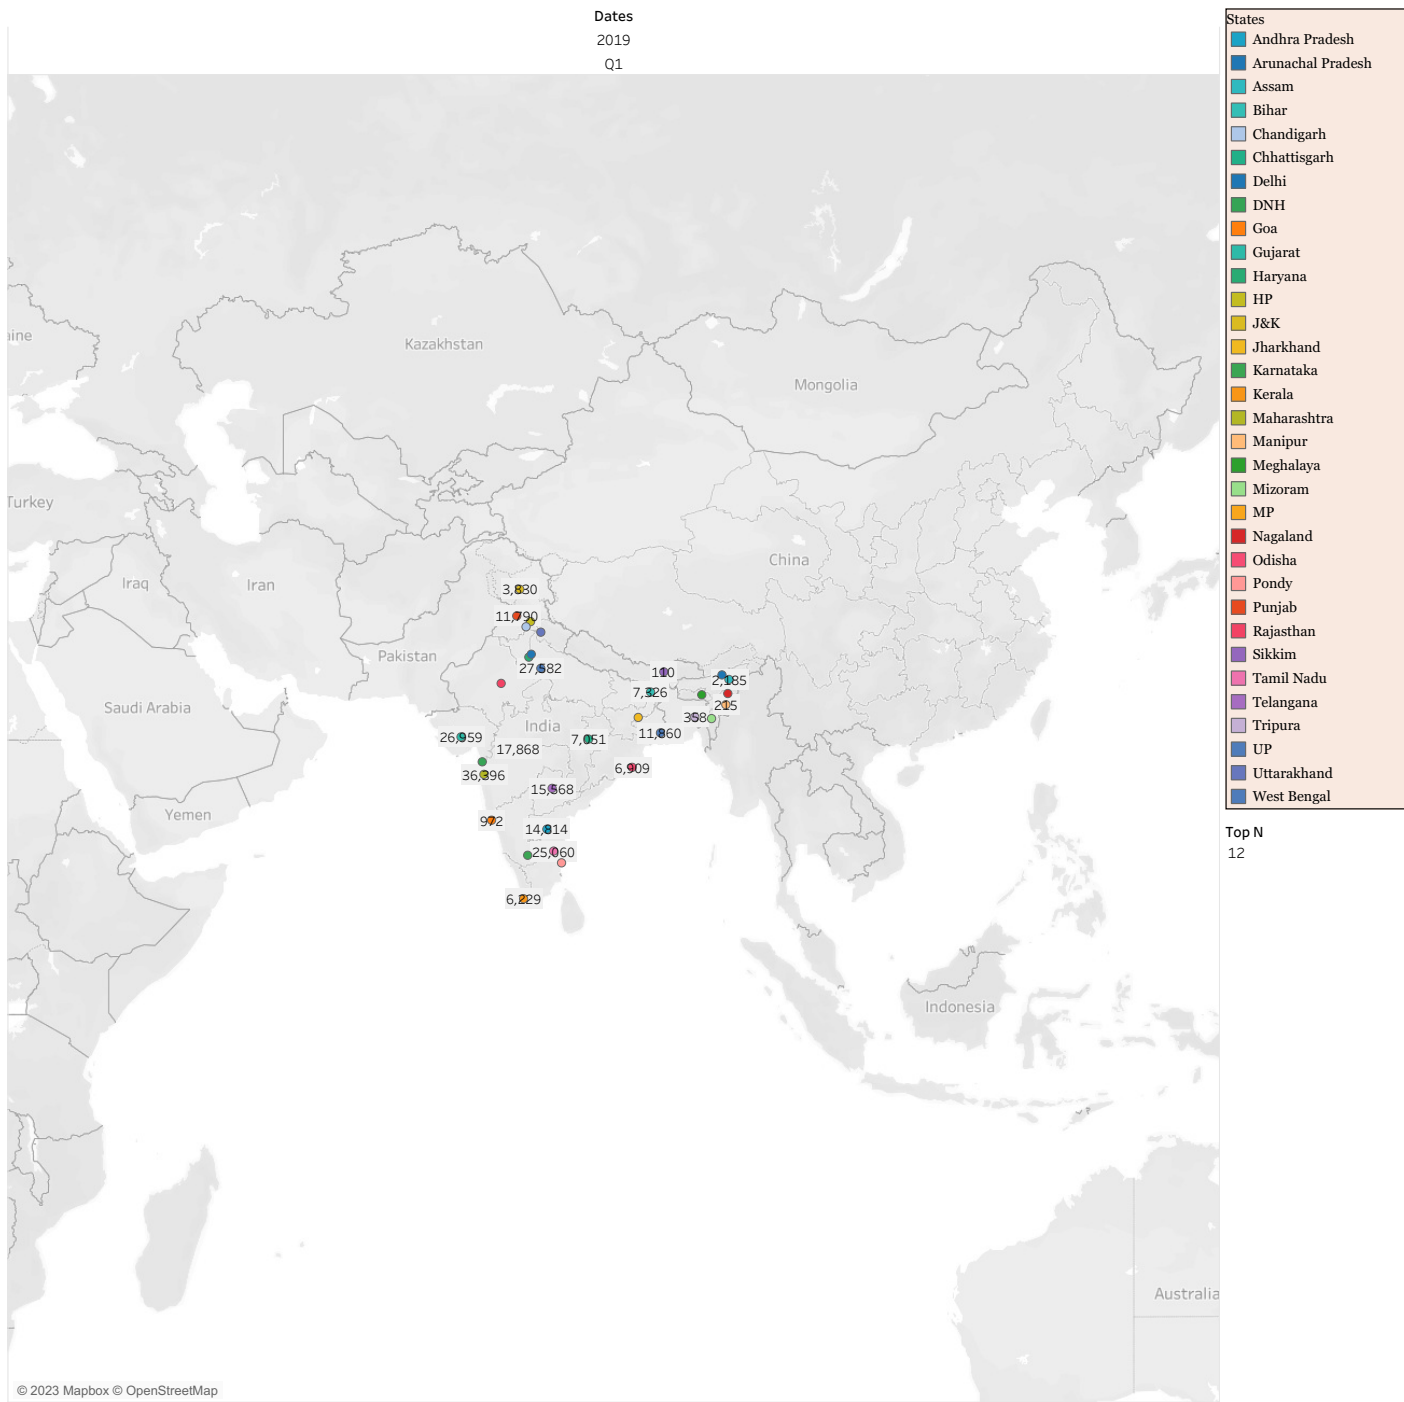 Dates
2019
Q1
States
Andhra Pradesh
Arunachal Pradesh
Assam
Bihar
Chandigarh
Chhattisgarh
Delhi
DNH
Goa
Gujarat
Haryana
HP
J&K
Jharkhand
Karnataka
Kerala
Maharashtra
Manipur
Meghalaya
Mizoram
MP
Nagaland
Odisha
Pondy
Punjab
Rajasthan
Sikkim
Tamil Nadu
Telangana
Tripura
UP
Uttarakhand
West Bengal
Top N
12
Kazakhstan
Mongolia
Turkey
China
Iraq
Iran
3,830
11,790
Pakistan
27,582
110
2,185
7,326
Saudi Arabia
215
358
India
11,860
26,959
7,051
17,868
6,909
36,396
15,568
Yemen
972
14,814
25,060
6,229
Indonesia
Australia
© 2023 Mapbox © OpenStreetMap